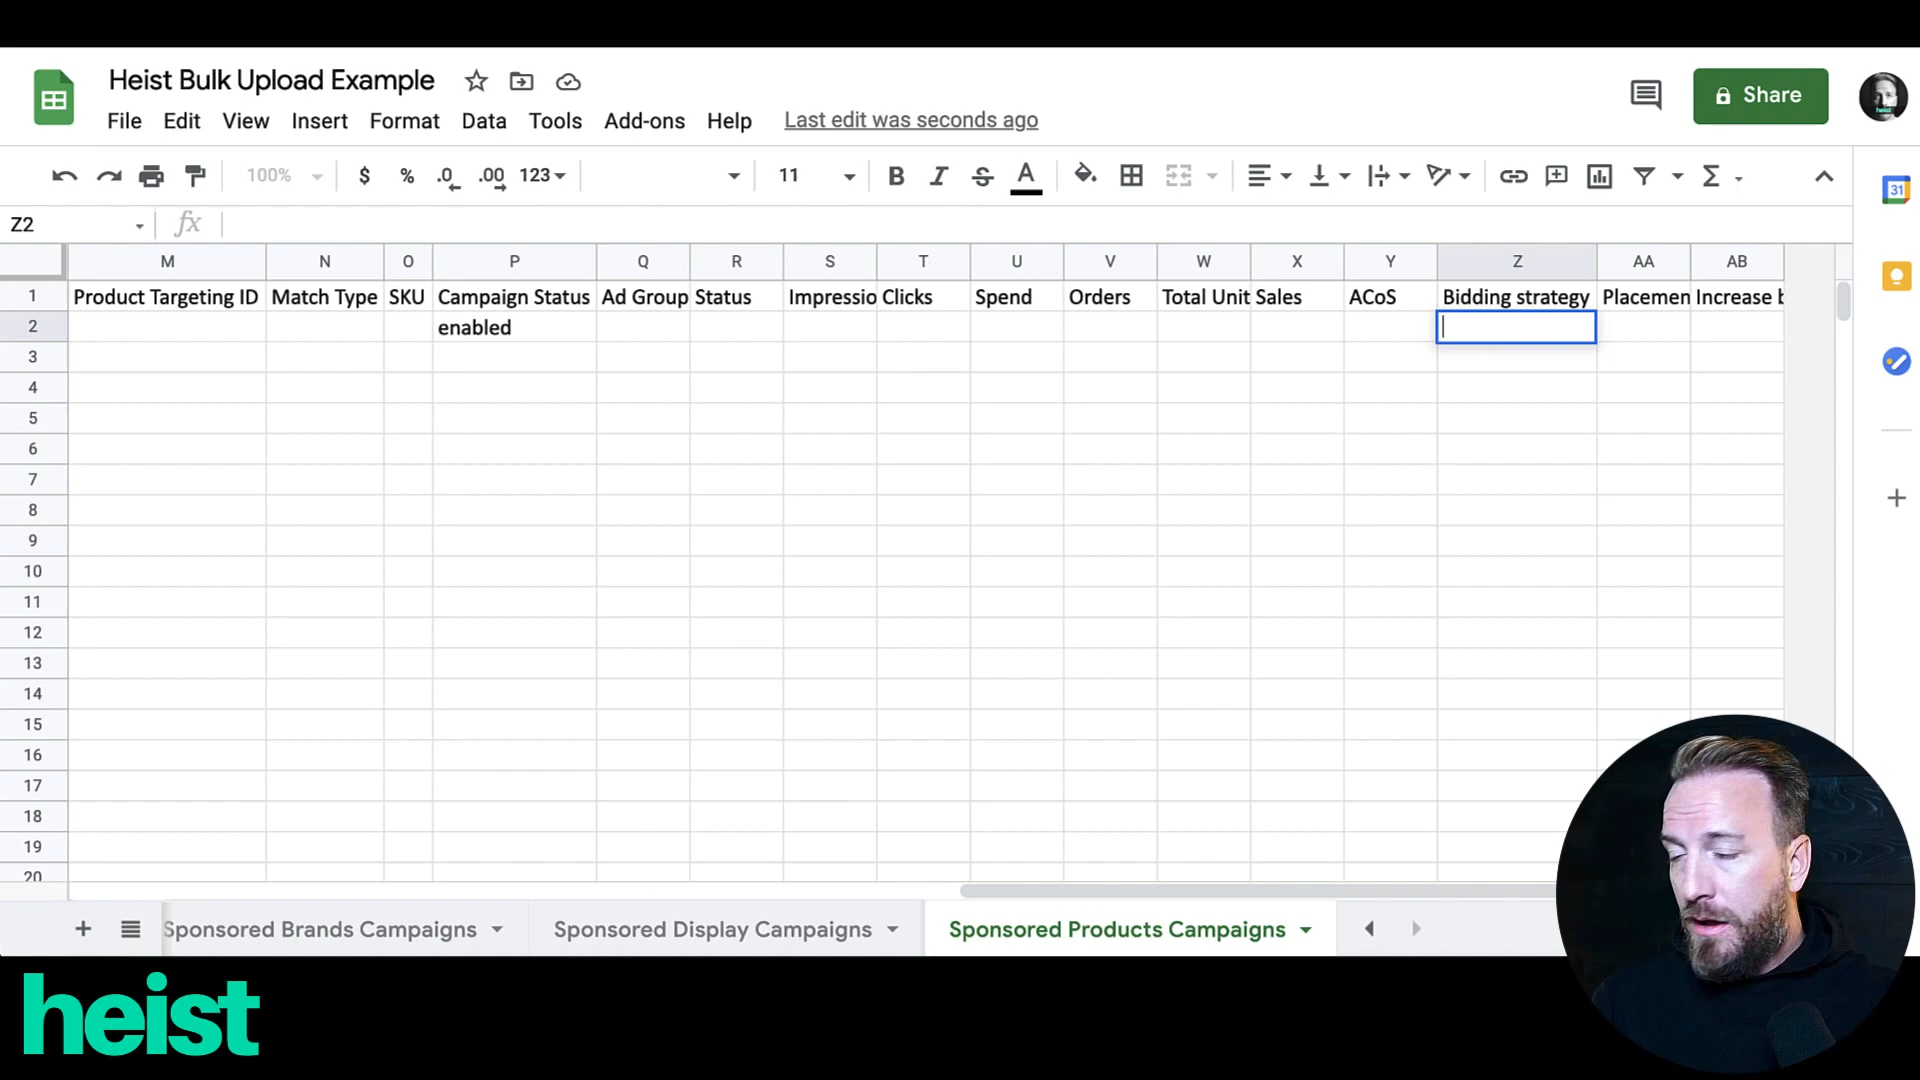 Heist Bulk Upload Example
Share
File Edit View Insert Format Data Tools Add-ons Help Last edit was seconds ago
100% $ % .0 .00 123 11 B I S A
31
Z2 fx
M N O P Q R S T U V W X Y Z AA AB
1 Product Targeting ID Match Type SKU Campaign Status Ad Group Status Impressio Clicks Spend Orders Total Unit Sales ACoS Bidding strategy Placemen Increase b
2 enabled
3
4
5
6
7
8
9
10
11
12
13
14
15
16
17
18
19
20
Sponsored Brands Campaigns Sponsored Display Campaigns Sponsored Products Campaigns
heist